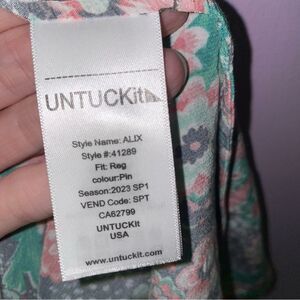 UNTUCKit
Style Name: ALIX
Style #:41289
Fit: Reg
colour:Pin
Season:2023 SP1
VEND Code: SPT
CA62799
UNTUCKit
USA
www.untuckit.com